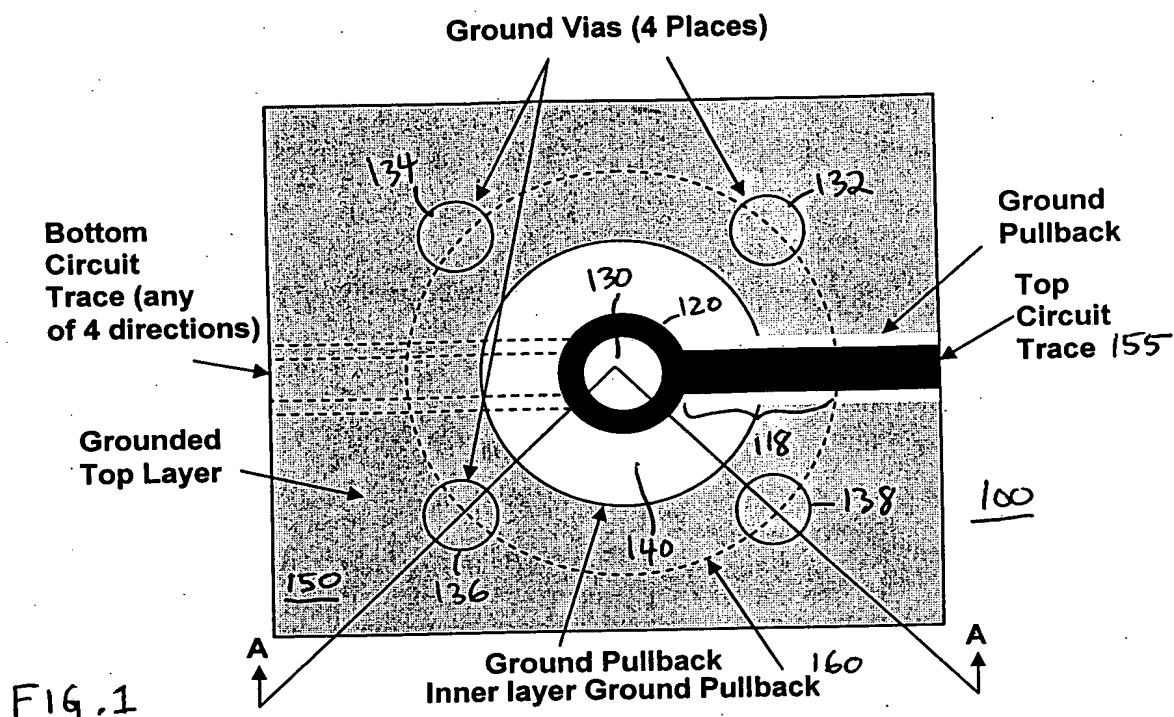 Ground Vias (4 Places)
134
132
Bottom
Circuit
Trace (any
of 4 directions)
Ground
Pullback
130
120
Top
Circuit
Trace 155
118
Grounded
Top Layer
138
100
140
150
136
A
A
Ground Pullback
Inner layer Ground Pullback 160
FIG.1